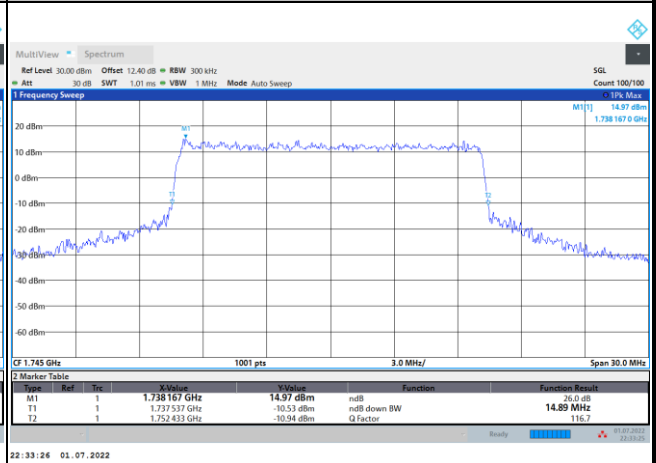 MultiView Spectrum
Ref Level 30.00 dBm Offset 12.40 dB RBW 300 kHz SGL
Att 30 dB SWT 1.01 ms VBW 1 MHz Mode Auto Sweep Count 100/100
1 Frequency Sweep 1Pk Max
M1[1] 14.97 dBm
1.738 167 0 GHz
M1
20 dBm
10 dBm
0 dBm
T1 T2
-10 dBm
-20 dBm
-30 dBm
-40 dBm
-50 dBm
-60 dBm
CF 1.745 GHz 1001 pts 3.0 MHz/ Span 30.0 MHz
2 Marker Table
Type Ref Trc X-Value Y-Value Function Function Result
M1 1 1.738 167 GHz 14.97 dBm ndB 26.0 dB
T1 1 1.737 537 GHz -10.53 dBm ndB down BW 14.89 MHz
T2 1 1.752 433 GHz -10.94 dBm Q Factor 116.7
Ready 01.07.2022
22:33:25
22:33:26 01.07.2022